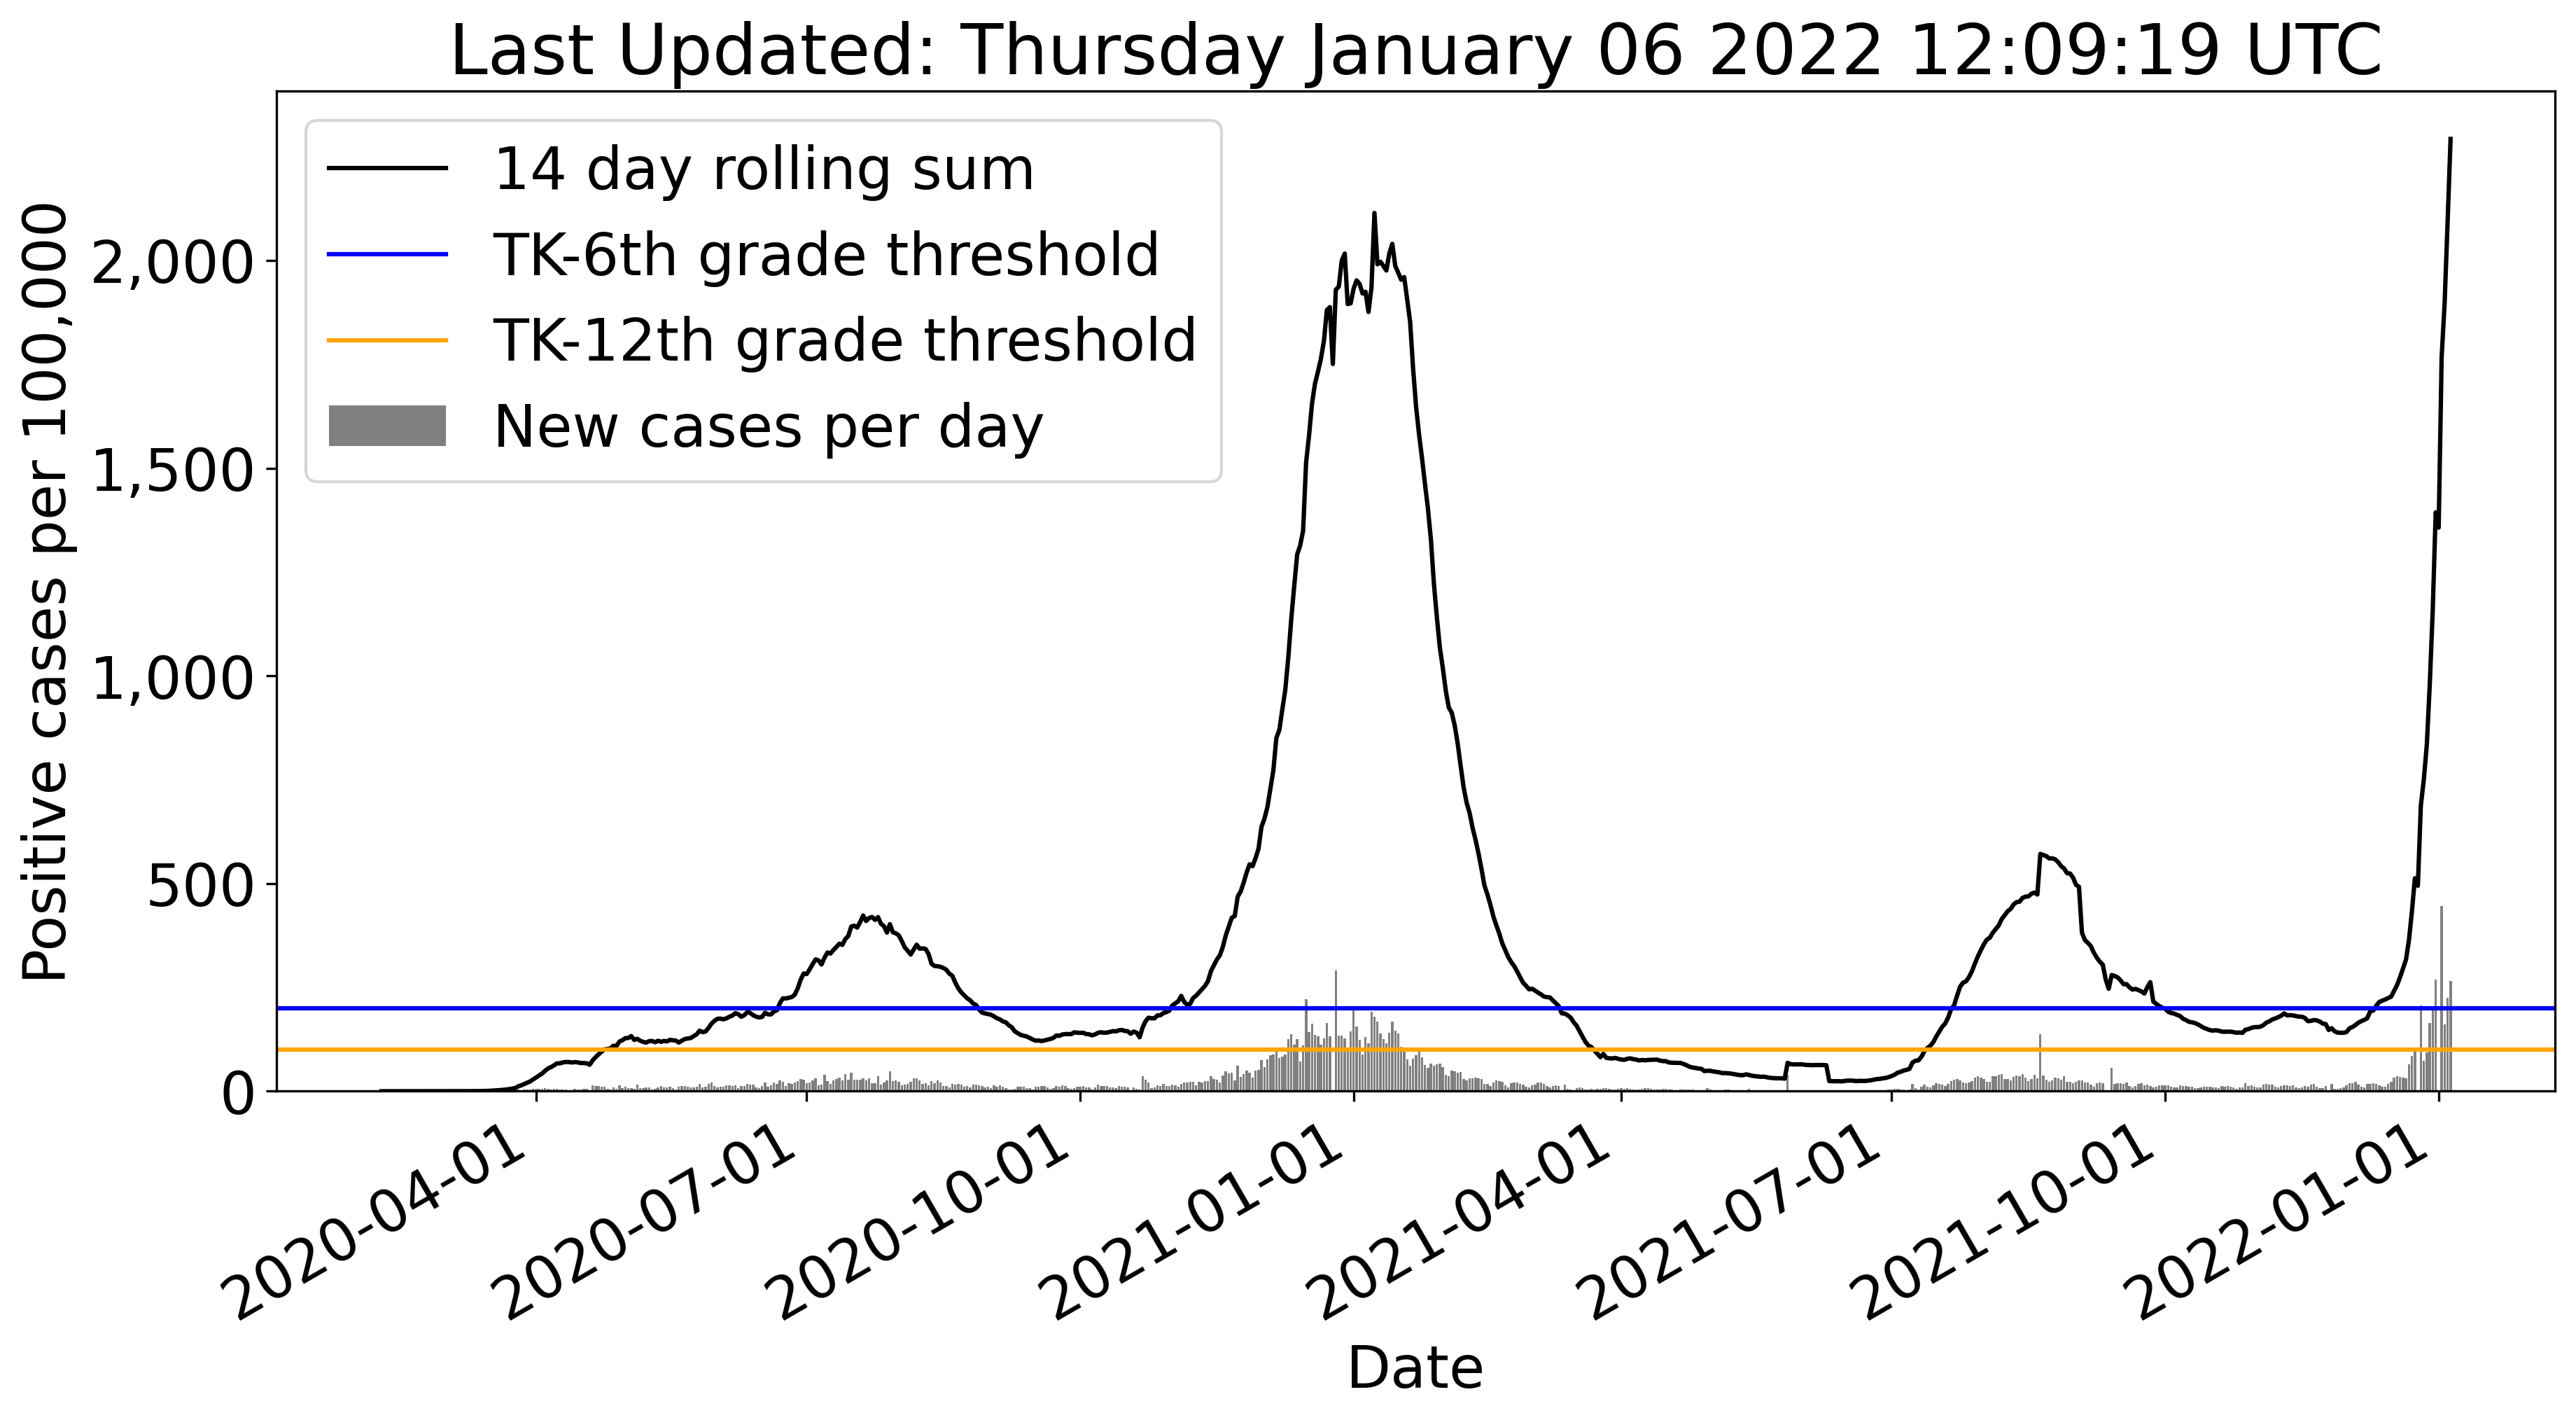 Last Updated: Thursday January 06 2022 12:09:19 UTC
14 day rolling sum
TK-6th grade threshold
TK-12th grade threshold
New cases per day
Positive cases per 100,000
2,000
1,500
1,000
500
0
2020-04-01
2020-07-01
2020-10-01
2021-01-01
2021-04-01
2021-07-01
2021-10-01
2022-01-01
Date